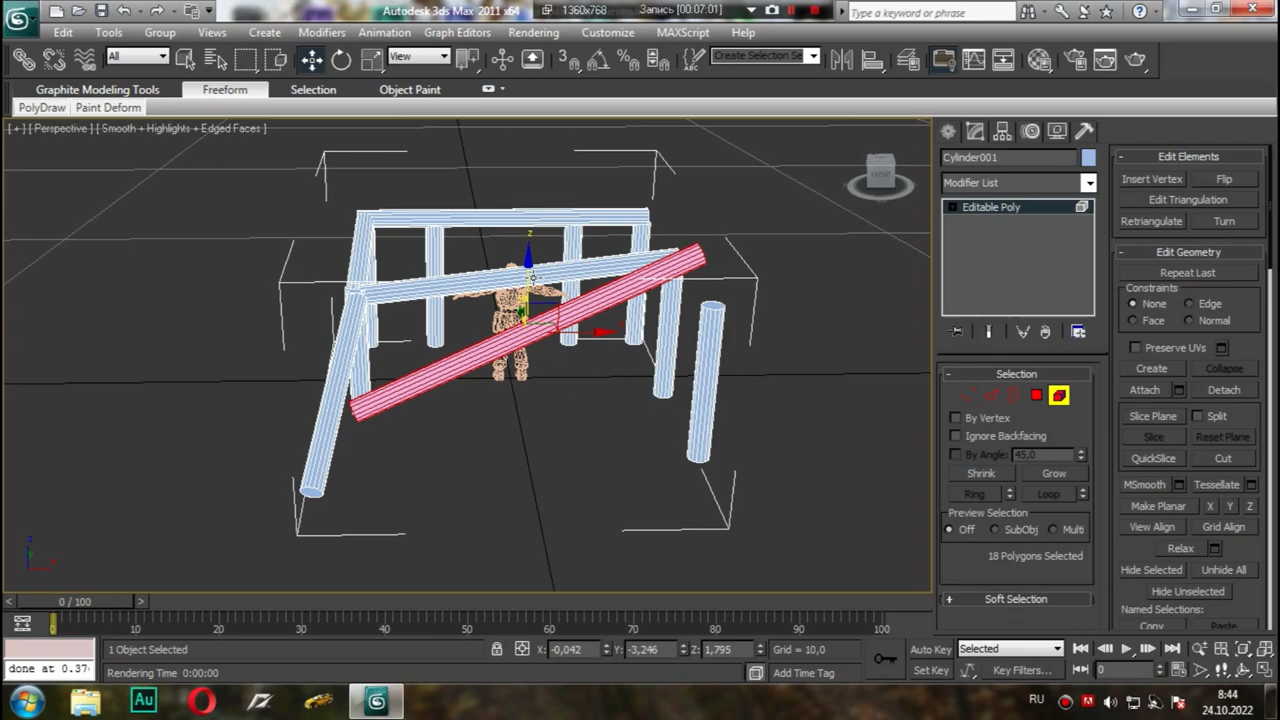 Autodesk 3ds Max 2011 x64
1360x768
Запись [00:07:01]
Type a keyword or phrase
Edit Tools Group Views Create Modifiers Animation Graph Editors Rendering Customize MAXScript Help
All
View
Create Selection Se
Graphite Modeling Tools Freeform Selection Object Paint
PolyDraw Paint Deform
[ + ] [ Perspective ] [ Smooth + Highlights + Edged Faces ]
FRONT
z
z
Cylinder001
Modifier List
Editable Poly
Selection
By Vertex
Ignore Backfacing
By Angle: 45,0
Shrink Grow
Ring Loop
Preview Selection
Off SubObj Multi
18 Polygons Selected
Soft Selection
Edit Elements
Insert Vertex Flip
Edit Triangulation
Retriangulate Turn
Edit Geometry
Repeat Last
Constraints
None Edge
Face Normal
Preserve UVs
Create Collapse
Attach Detach
Slice Plane Split
Slice Reset Plane
QuickSlice Cut
MSmooth Tessellate
Make Planar X Y Z
View Align Grid Align
Relax
Hide Selected Unhide All
Hide Unselected
Named Selections:
Copy Paste
0 / 100
0 10 20 30 40 50 60 70 80 90 100
1 Object Selected
X: -0,042 Y: -3,246 Z: 1,795 Grid = 10,0
Auto Key Selected
done at 0.37
Rendering Time 0:00:00
Add Time Tag
Set Key Key Filters... 0
Au
RU
8:44
24.10.2022